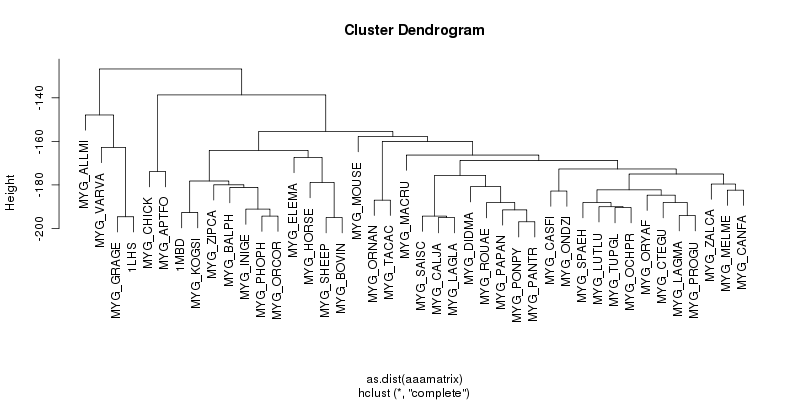 Cluster Dendrogram
Height
-140
-160
-180
-200
MYG_ALLMI
MYG_VARVA
MYG_GRAGE
1LHS
MYG_CHICK
MYG_APTFO
1MBD
MYG_KOGSI
MYG_ZIPCA
MYG_BALPH
MYG_INIGE
MYG_PHOPH
MYG_ORCOR
MYG_ELEMA
MYG_HORSE
MYG_SHEEP
MYG_BOVIN
MYG_MOUSE
MYG_ORNAN
MYG_TACAC
MYG_MACRU
MYG_SAISC
MYG_CALJA
MYG_LAGLA
MYG_DIDMA
MYG_ROUAE
MYG_PAPAN
MYG_PONPY
MYG_PANTR
MYG_CASFI
MYG_ONDZI
MYG_SPAEH
MYG_LUTLU
MYG_TUPGL
MYG_OCHPR
MYG_ORYAF
MYG_CTEGU
MYG_LAGMA
MYG_PROGU
MYG_ZALCA
MYG_MELME
MYG_CANFA
as.dist(aaamatrix)
hclust (*, "complete")